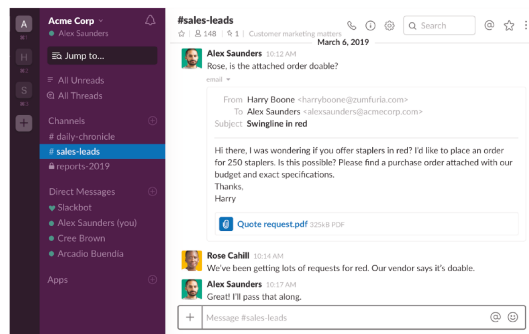 A
Acme Corp
Alex Saunders
H
S
Jump to...
All Unreads
All Threads
Channels
# daily-chronicle
# sales-leads
reports-2019
Direct Messages
Slackbot
Alex Saunders (you)
Cree Brown
Arcadio Buendia
Apps
#sales-leads
148 | 1 | Customer marketing matters
Search
March 6, 2019
Alex Saunders 10:12 AM
Rose, is the attached order doable?
email
From Harry Boone <harryboone@zumfuria.com>
To Alex Saunders <alexsaunders@acmecorp.com>
Subject Swingline in red
Hi there, I was wondering if you offer staplers in red? I'd like to place an order
for 250 staplers. Is this possible? Please find a purchase order attached with our
budget and exact specifications.
Thanks,
Harry
Quote request.pdf 325kB PDF
Rose Cahill 10:14 AM
We've been getting lots of requests for red. Our vendor says it's doable.
Alex Saunders 10:17 AM
Great! I'll pass that along.
Message #sales-leads